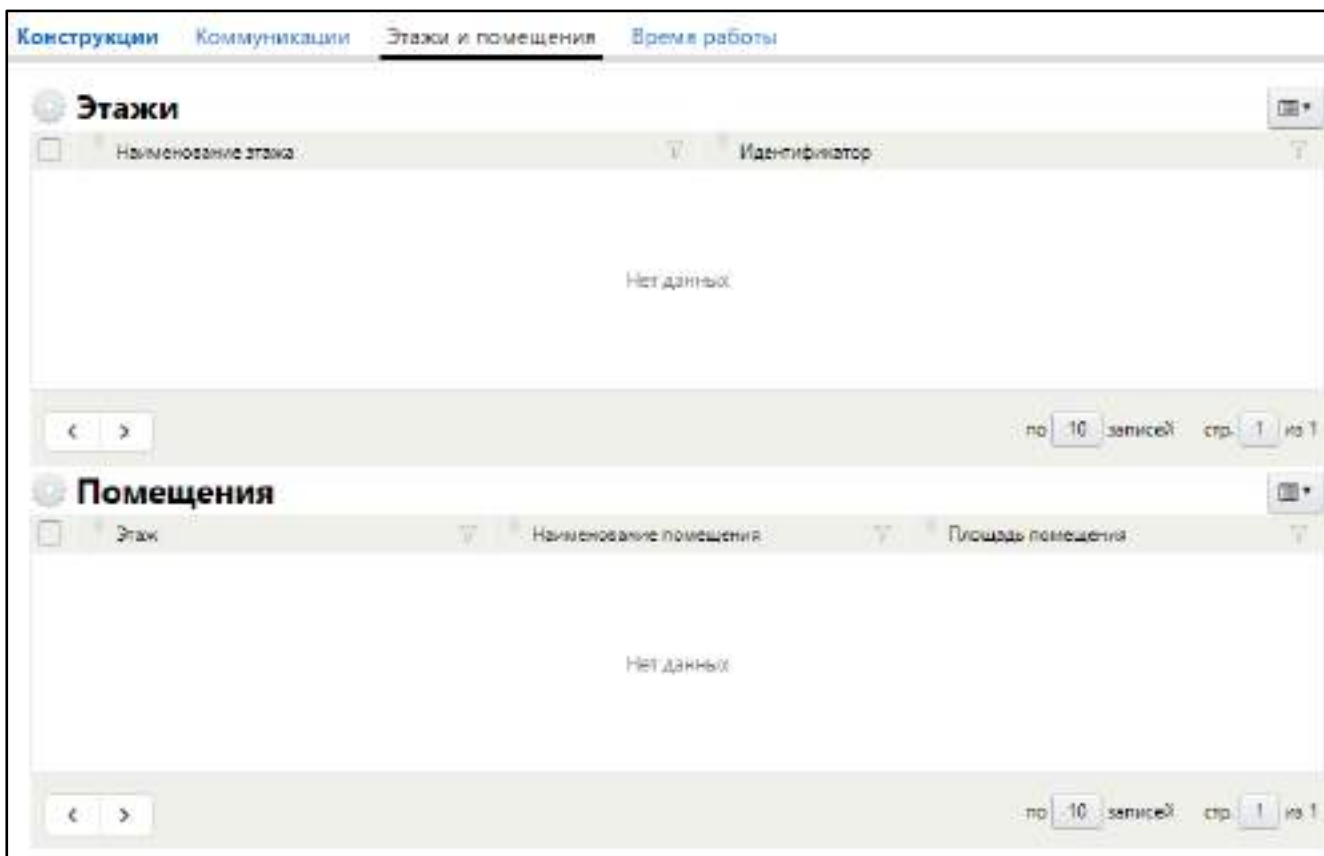 Конструкции Коммуникации Этажи и помещения Время работы
Этажи
Наименование этажа Идентификатор
Нет данных
< > по 10 записей стр. 1 из 1
Помещения
Этаж Наименование помещения Площадь помещения
Нет данных
< > по 10 записей стр. 1 из 1